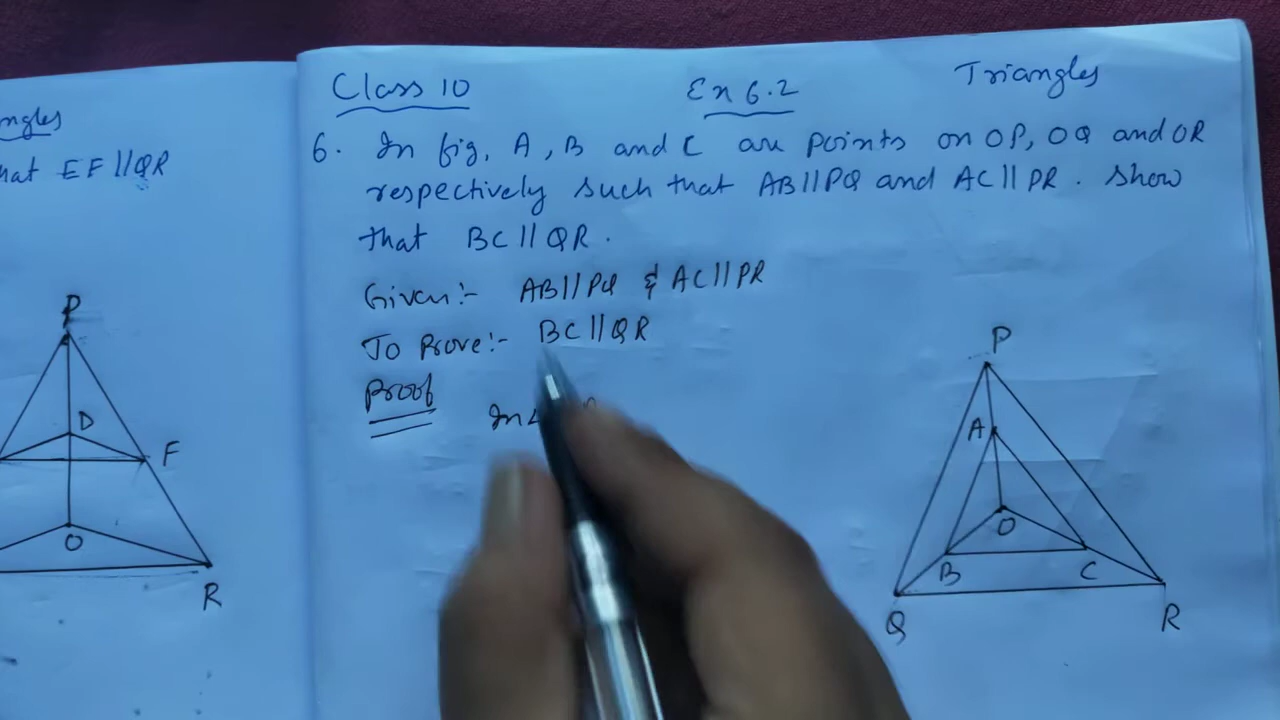 ngles
hat EF||QR
P
D
F
O
R
Class 10 Ex 6.2 Triangles
6. In fig, A, B and C are points on OP, OQ and OR
respectively such that AB||PQ and AC||PR. Show
that BC||QR.
Given:- AB||PQ & AC||PR
To Prove:- BC||QR
Proof In
P
A
O
B C
Q R